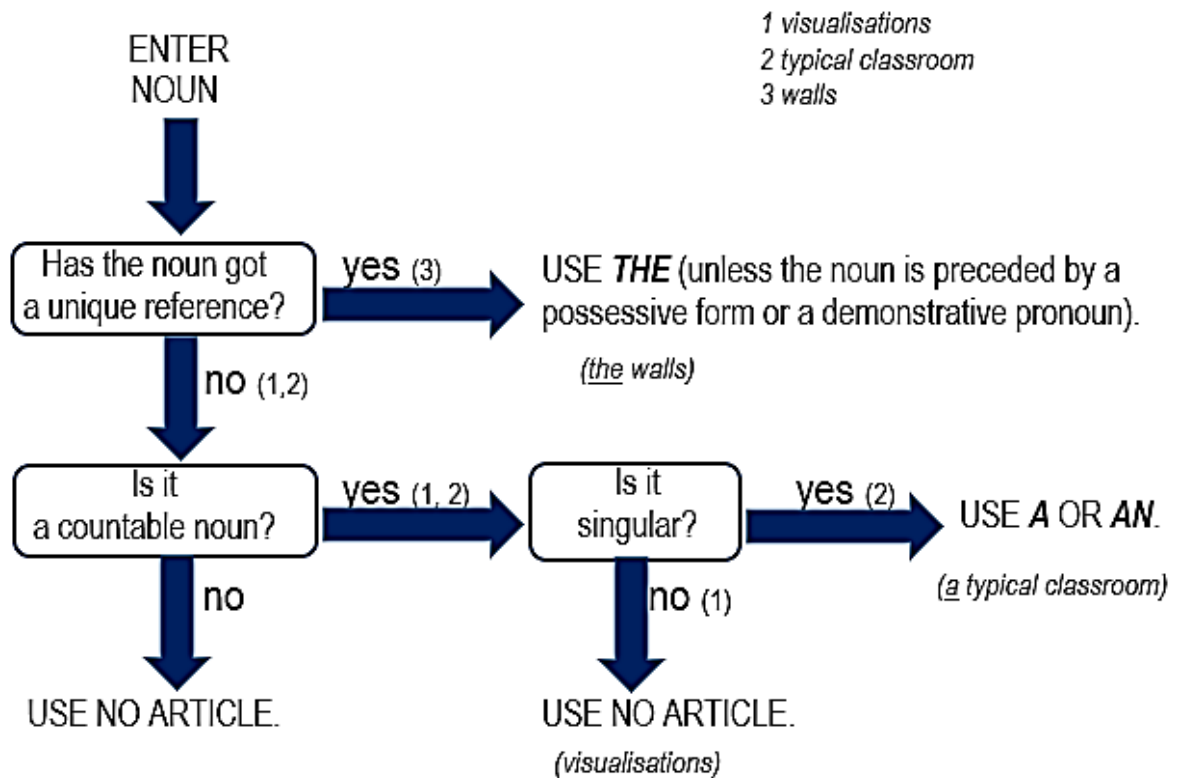 1 visualisations
2 typical classroom
3 walls
ENTER
NOUN
Has the noun got
a unique reference?
yes (3)
USE THE (unless the noun is preceded by a
possessive form or a demonstrative pronoun).
(the walls)
no (1,2)
Is it
a countable noun?
yes (1, 2)
Is it
singular?
yes (2)
USE A OR AN.
(a typical classroom)
no
no (1)
USE NO ARTICLE.
USE NO ARTICLE.
(visualisations)